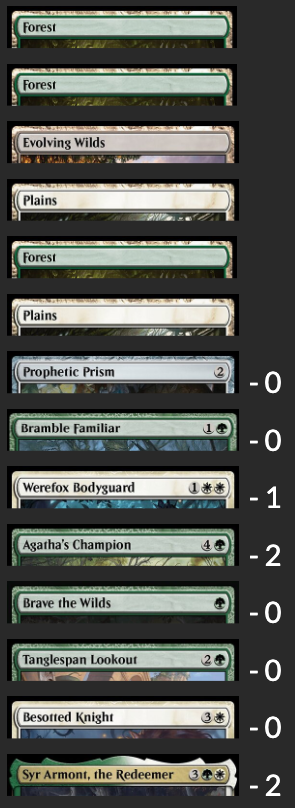 Forest
Forest
Evolving Wilds
Plains
Forest
Plains
Prophetic Prism 2 - 0
Bramble Familiar 1 - 0
Werefox Bodyguard 1 - 1
Agatha's Champion 4 - 2
Brave the Wilds - 0
Tanglespan Lookout 2 - 0
Besotted Knight 3 - 0
Syr Armont, the Redeemer 3 - 2